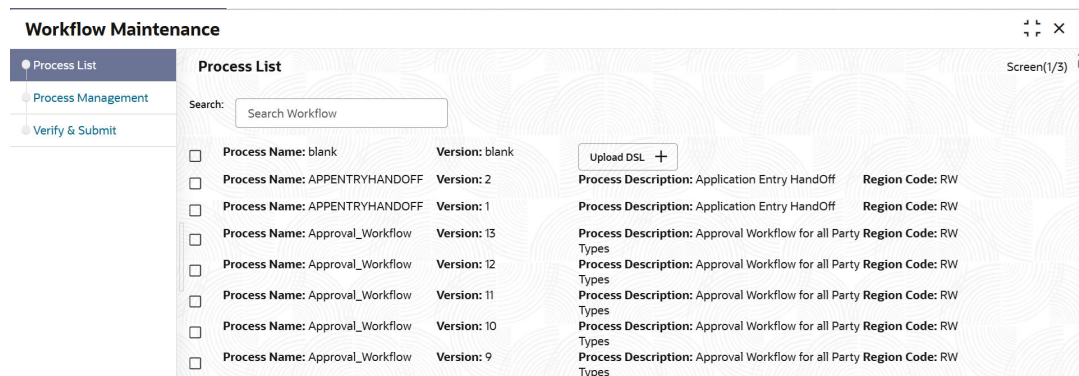 Workflow Maintenance
Process List
Process Management
Verify & Submit
Process List
Screen(1/3)
Search:
Search Workflow
Process Name: blank Version: blank Upload DSL +
Process Name: APPENTRYHANDOFF Version: 2 Process Description: Application Entry HandOff Region Code: RW
Process Name: APPENTRYHANDOFF Version: 1 Process Description: Application Entry HandOff Region Code: RW
Process Name: Approval_Workflow Version: 13 Process Description: Approval Workflow for all Party Region Code: RW
Types
Process Name: Approval_Workflow Version: 12 Process Description: Approval Workflow for all Party Region Code: RW
Types
Process Name: Approval_Workflow Version: 11 Process Description: Approval Workflow for all Party Region Code: RW
Types
Process Name: Approval_Workflow Version: 10 Process Description: Approval Workflow for all Party Region Code: RW
Types
Process Name: Approval_Workflow Version: 9 Process Description: Approval Workflow for all Party Region Code: RW
Types